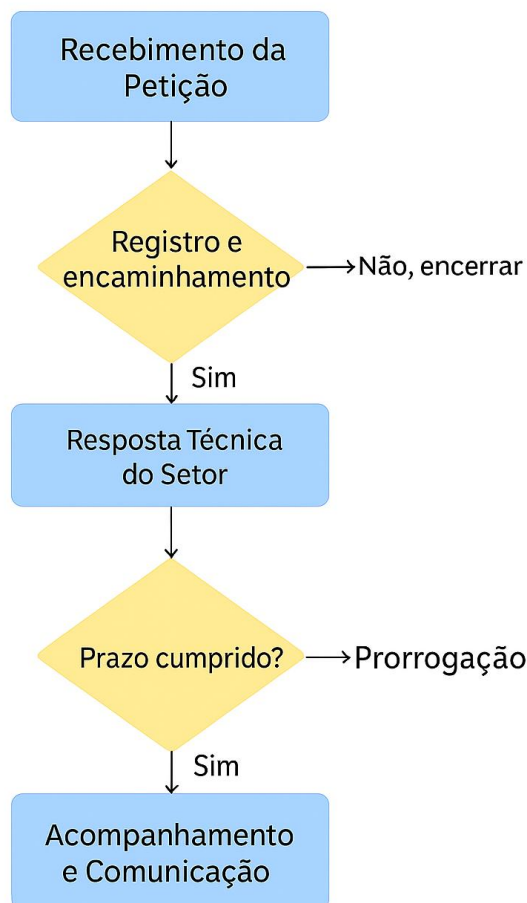 Recebimento da
Petição
Registro e
encaminhamento
Não, encerrar
Sim
Resposta Técnica
do Setor
Prazo cumprido?
Prorrogação
Sim
Acompanhamento
e Comunicação